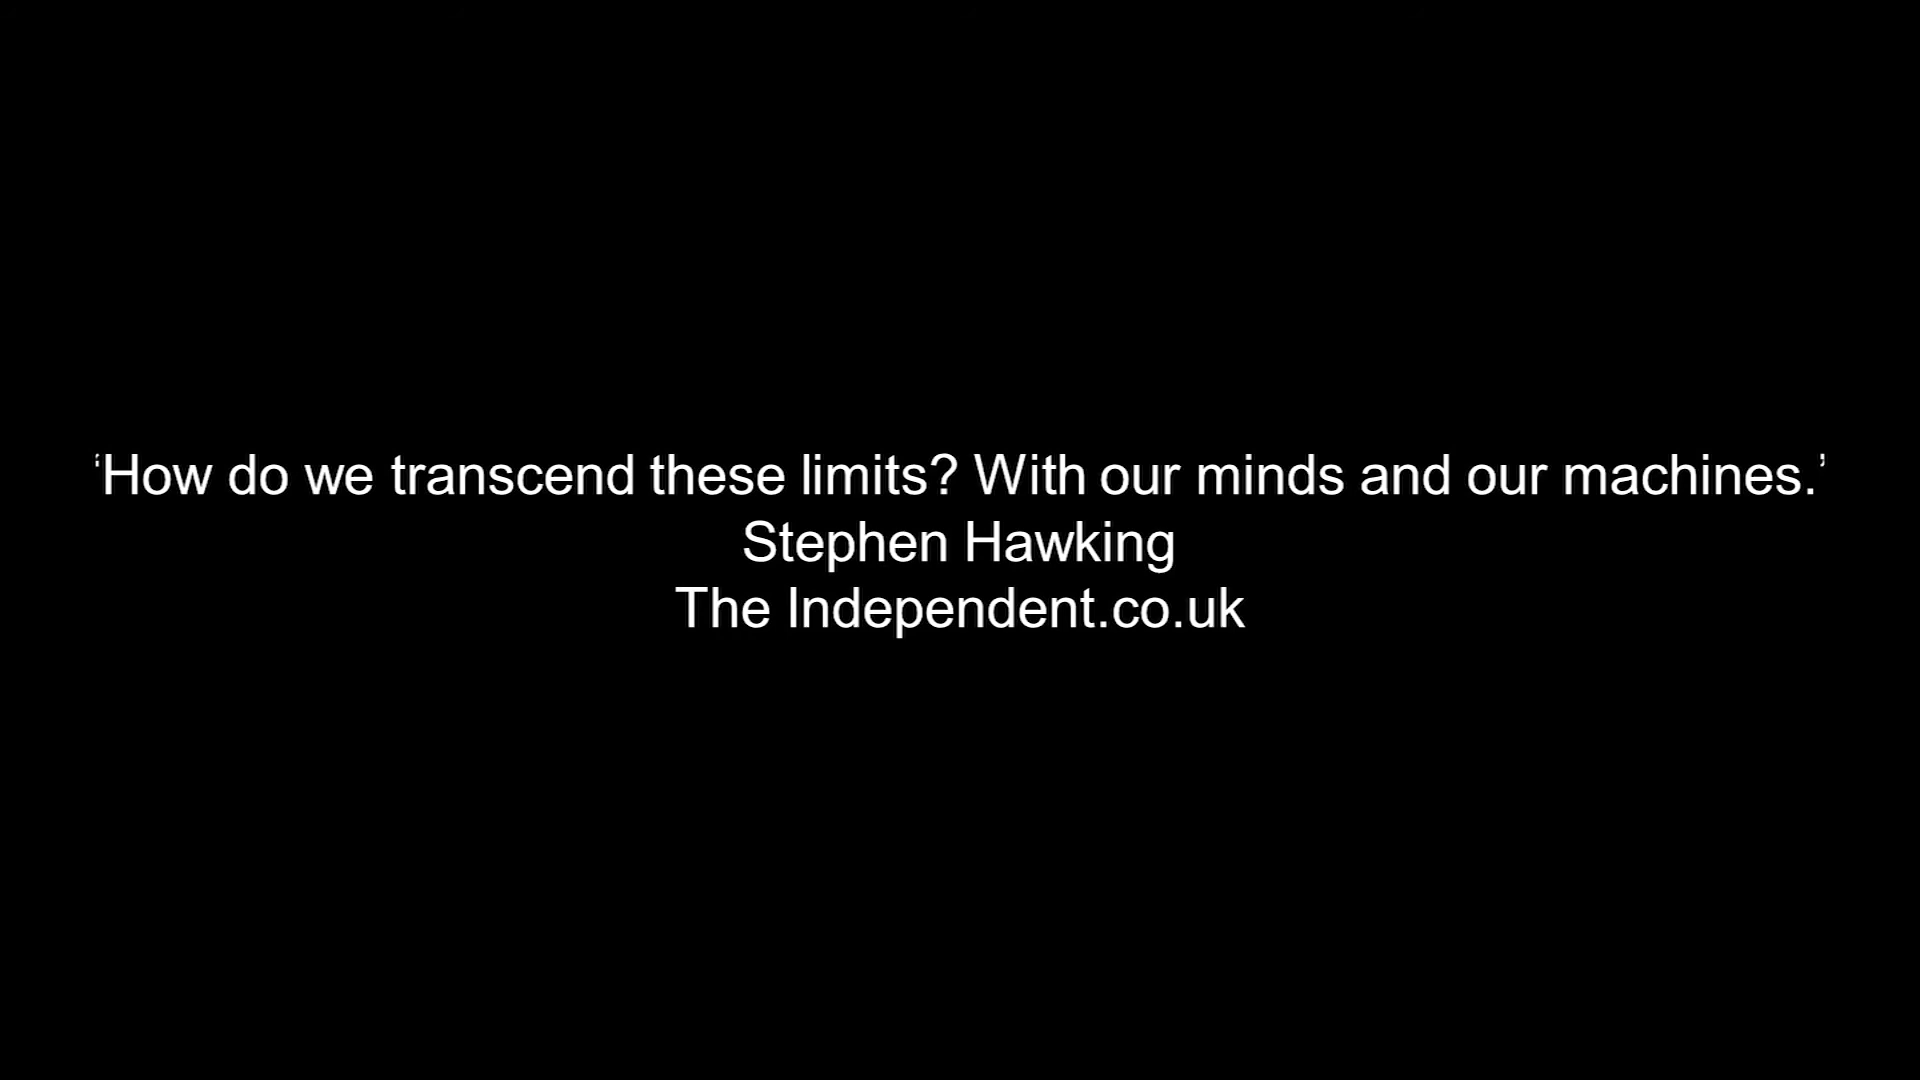 ‘How do we transcend these limits? With our minds and our machines.’
Stephen Hawking
The Independent.co.uk